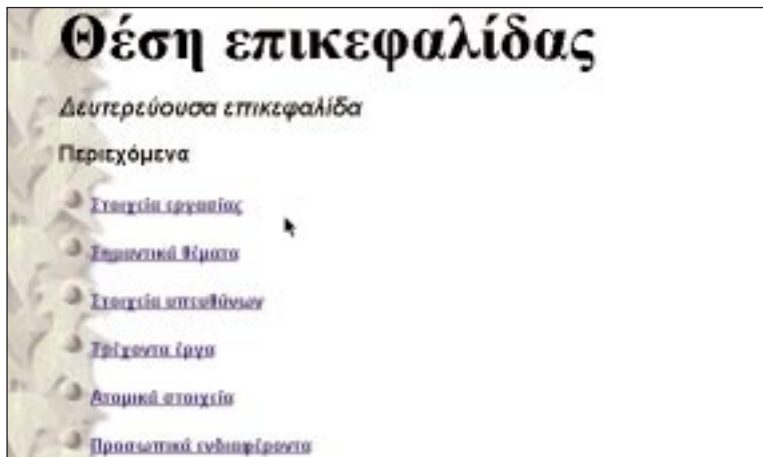 Θέση επικεφαλίδας
Δευτερεύουσα επικεφαλίδα
Περιεχόμενα
Στοιχεία εργασίας
Σημαντικά θέματα
Στοιχεία υπευθύνων
Τρέχοντα έργα
Ατομικά στοιχεία
Προσωπικά ενδιαφέροντα